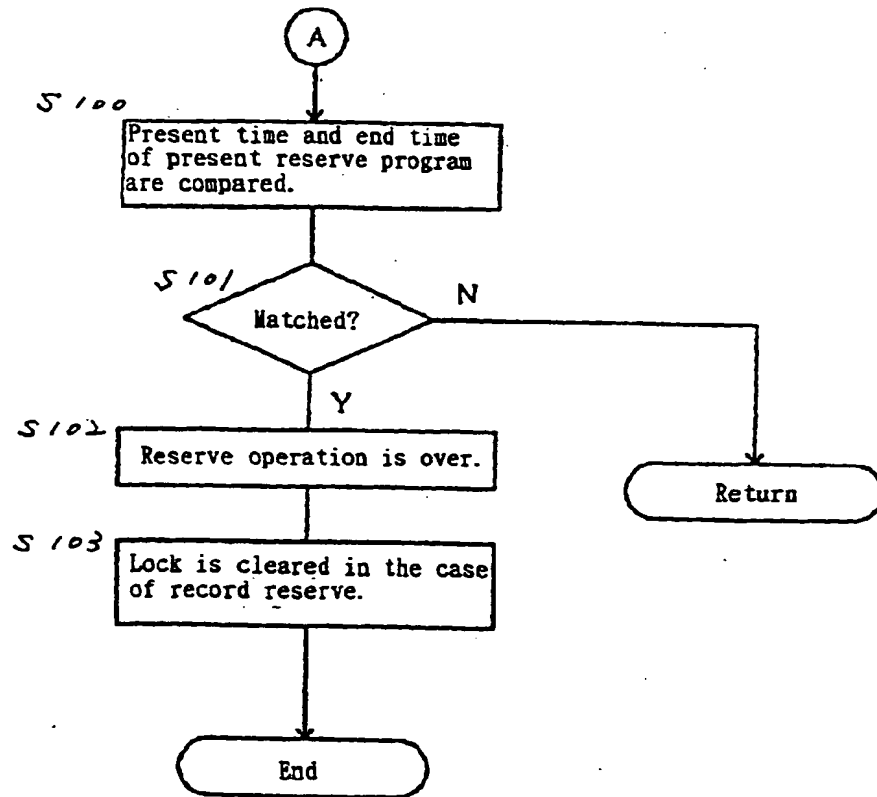 A
S100
Present time and end time
of present reserve program
are compared.
S101
Matched?
N
Y
S102
Reserve operation is over.
Return
S103
Lock is cleared in the case
of record reserve.
End